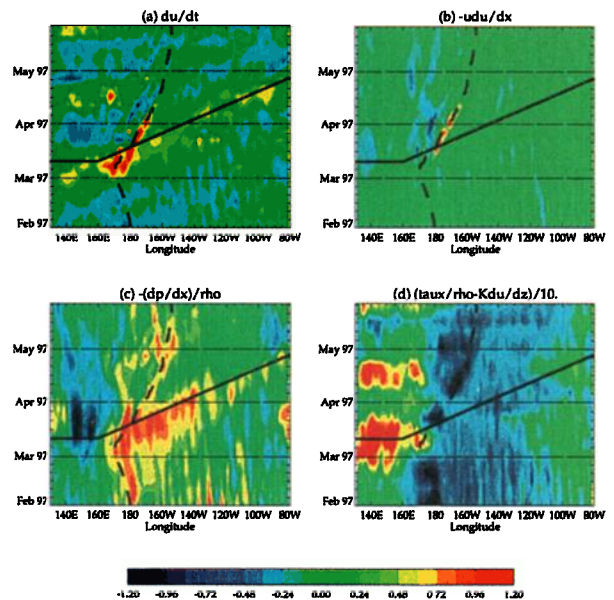 (a) du/dt
(b) -udu/dx
May 97
Apr 97
Mar 97
Feb 97
140E 160E 180 160W 140W 120W 100W 80W
Longitude
May 97
Apr 97
Mar 97
Feb 97
140E 160E 180 160W 140W 120W 100W 80W
Longitude
(c) -(dp/dx)/rho
(d) (taux/rho-Kdu/dz)/10.
May 97
Apr 97
Mar 97
Feb 97
140E 160E 180 160W 140W 120W 100W 80W
Longitude
May 97
Apr 97
Mar 97
Feb 97
140E 160E 180 160W 140W 120W 100W 80W
Longitude
-1.20 -0.96 -0.72 -0.48 -0.24 0.00 0.24 0.48 0.72 0.96 1.20